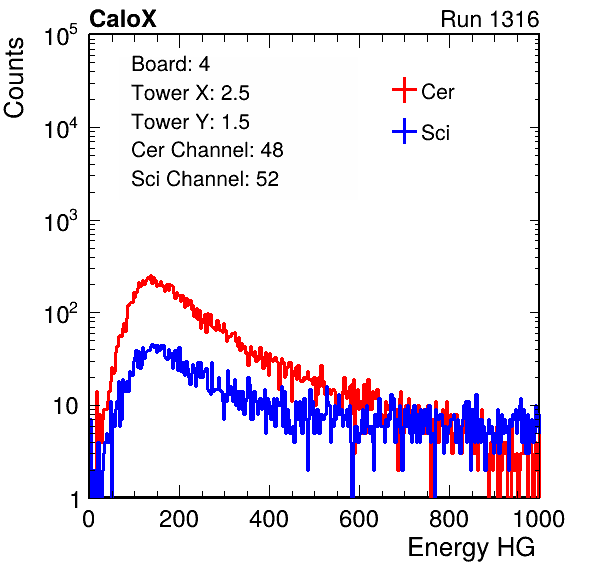 CaloX Run 1316
Counts
10^5
10^4
10^3
10^2
10
1
Board: 4
Tower X: 2.5
Tower Y: 1.5
Cer Channel: 48
Sci Channel: 52
Cer
Sci
0 200 400 600 800 1000
Energy HG